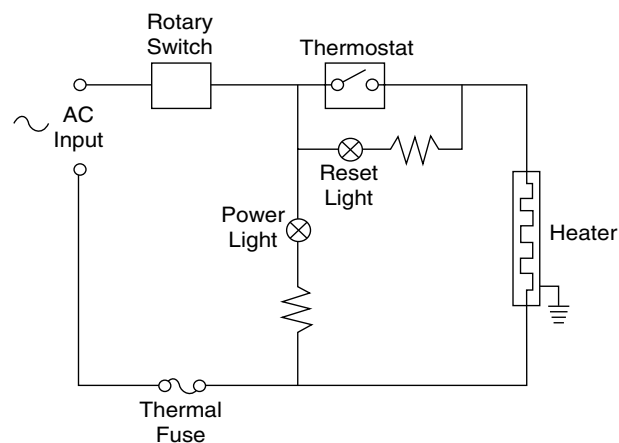 Rotary
Switch
Thermostat
AC
Input
Reset
Light
Power
Light
Heater
Thermal
Fuse